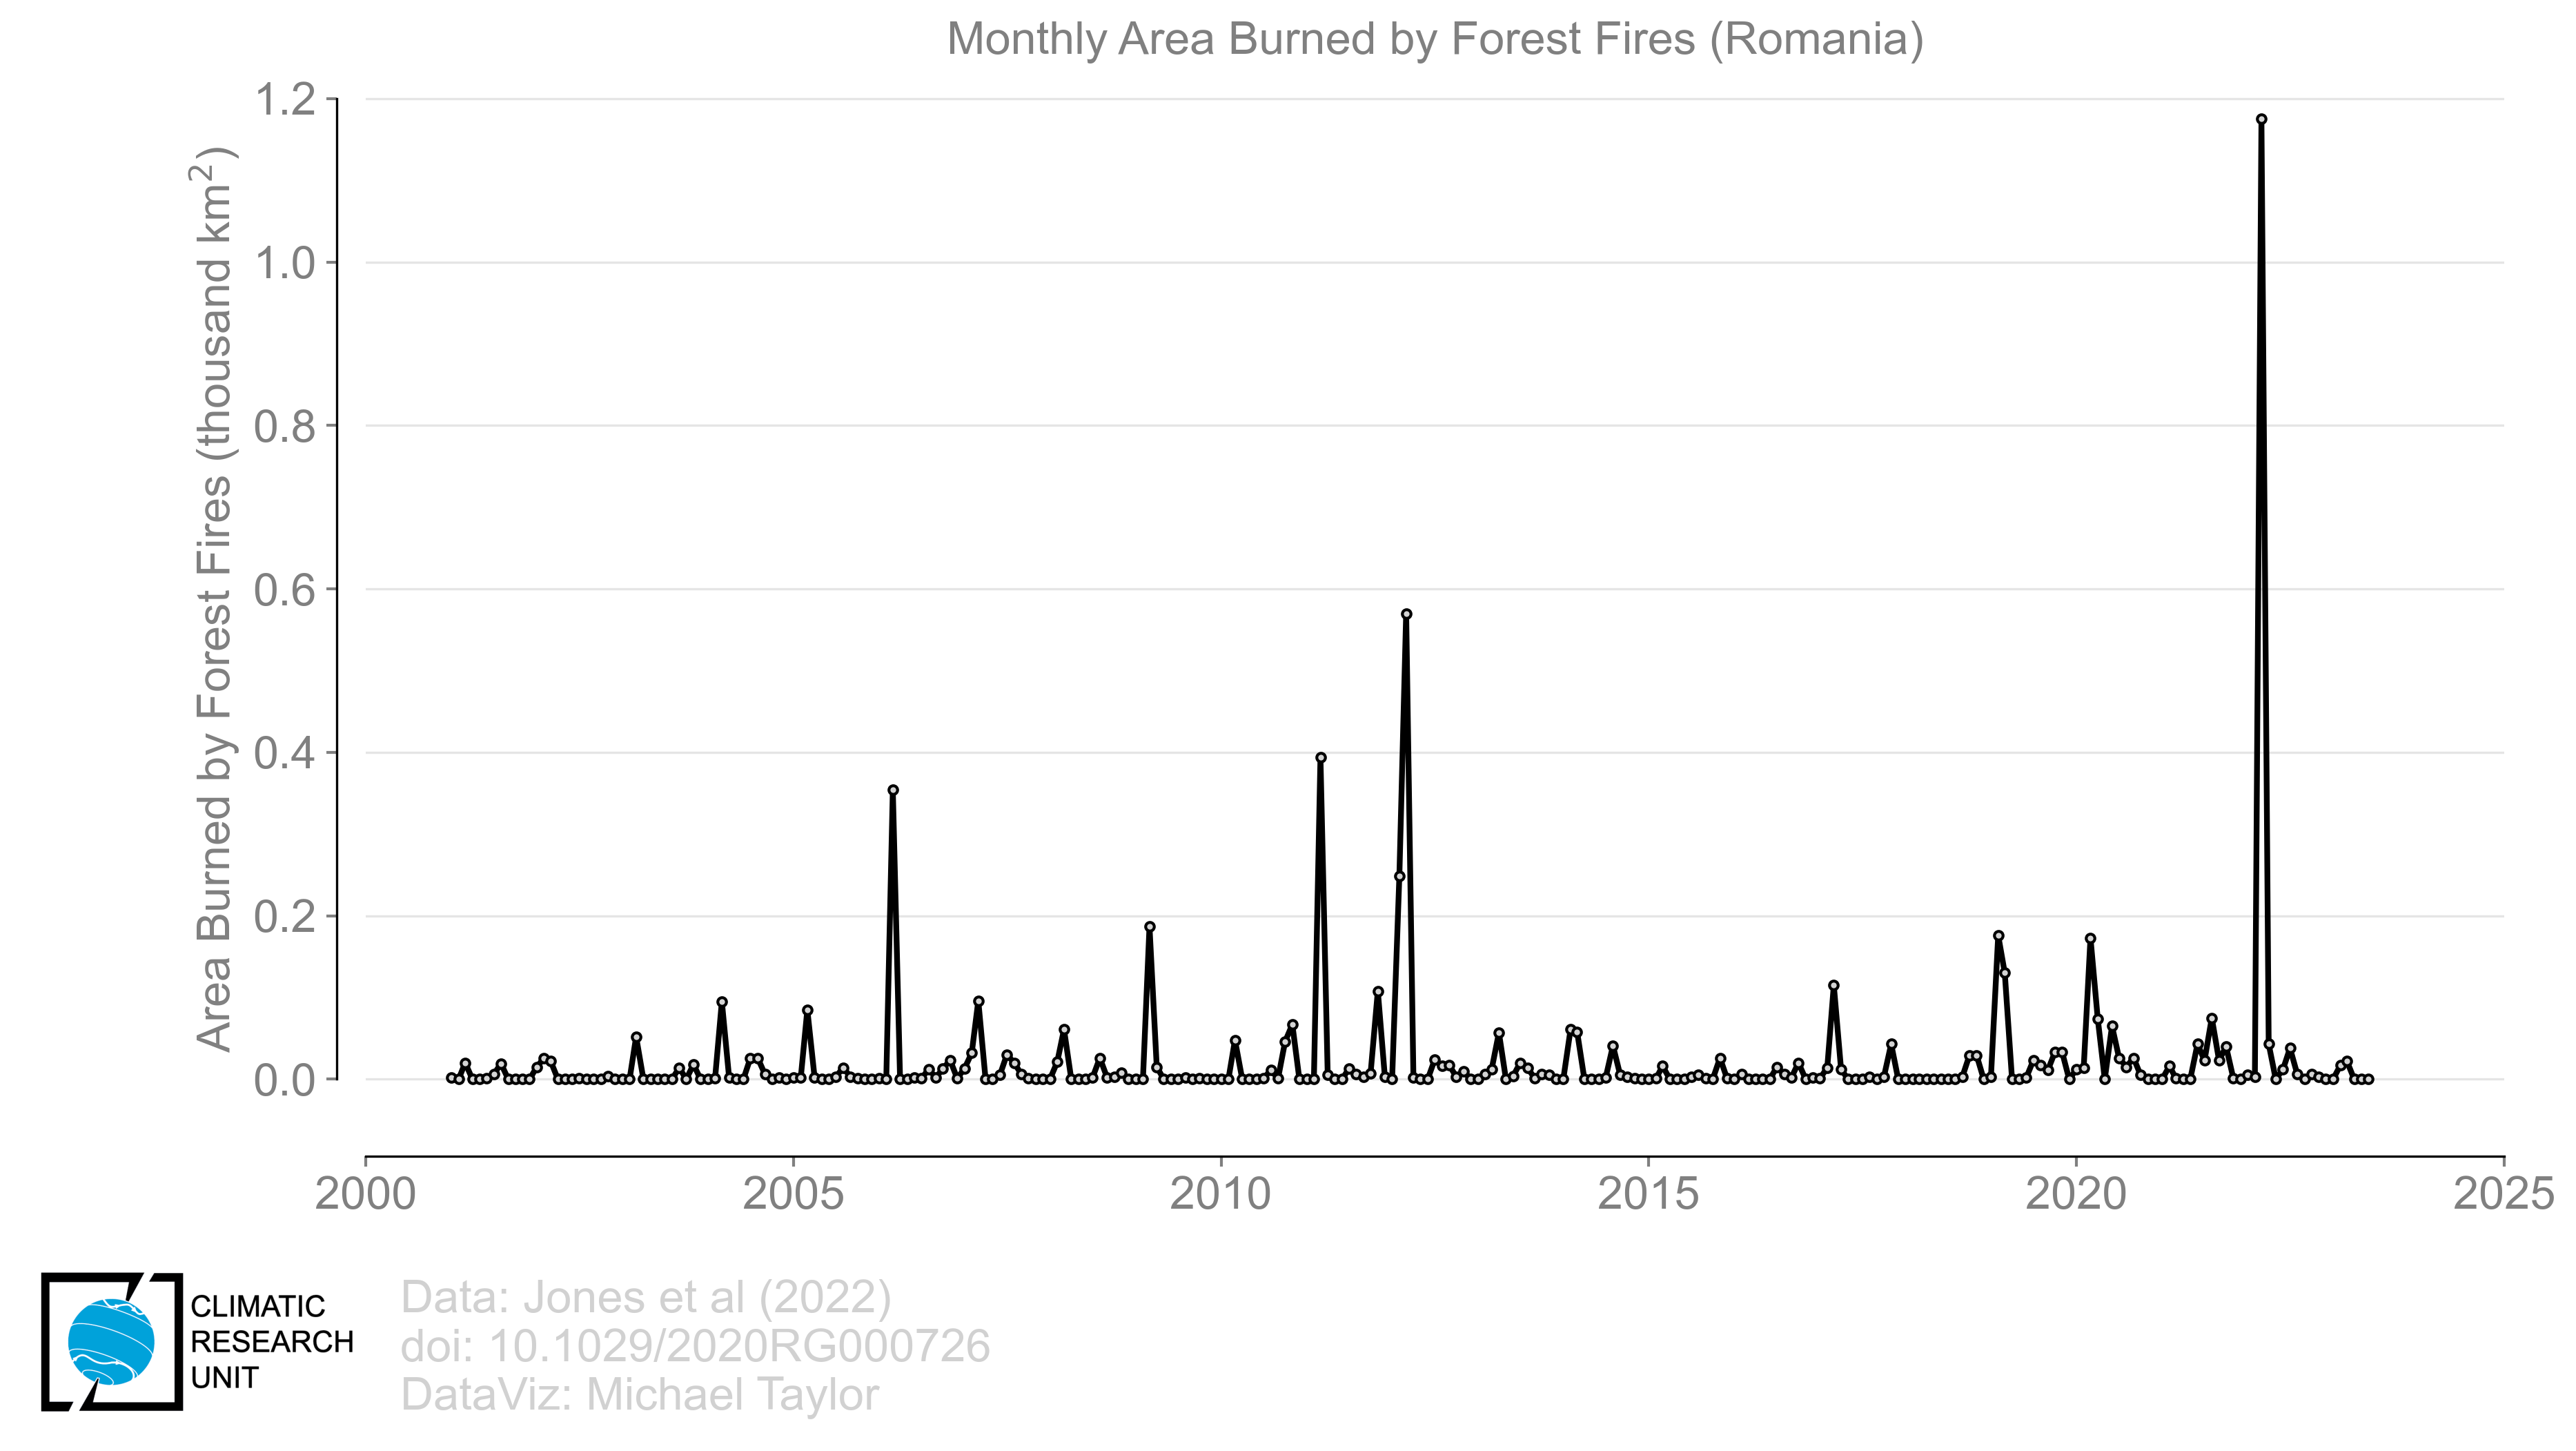 Monthly Area Burned by Forest Fires (Romania)
Area Burned by Forest Fires (thousand km²)
1.2
1.0
0.8
0.6
0.4
0.2
0.0
2000
2005
2010
2015
2020
2025
CLIMATIC
RESEARCH
UNIT
Data: Jones et al (2022)
doi: 10.1029/2020RG000726
DataViz: Michael Taylor